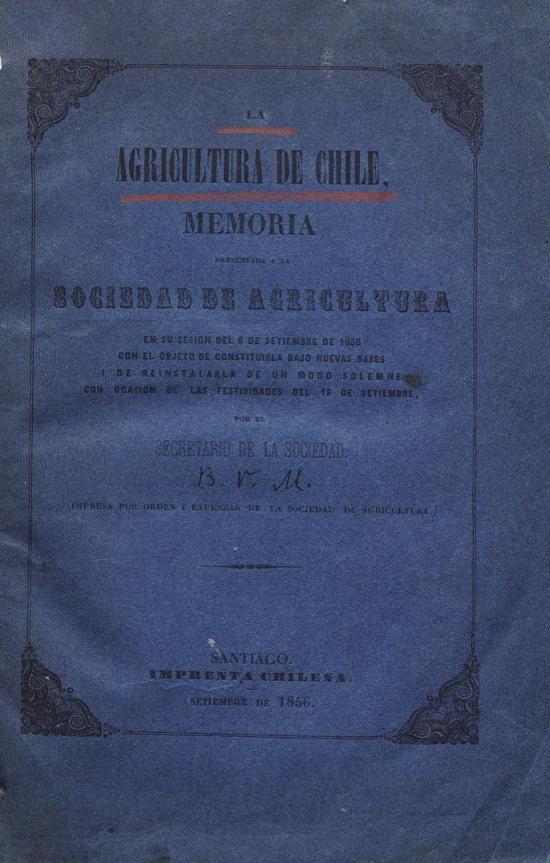 LA
AGRICULTURA DE CHILE,
MEMORIA
PRESENTADA A LA
SOCIEDAD DE AGRICULTURA
EN SU SESION DEL 6 DE SETIEMBRE DE 1856
CON EL OBJETO DE CONSTITUIRLA BAJO NUEVAS BASES
I DE REINSTALARLA DE UN MODO SOLEMNE
CON OCASION DE LAS FESTIVIDADES DEL 18 DE SETIEMBRE,
POR EL
SECRETARIO DE LA SOCIEDAD.
B. V. M.
(IMPRESA POR ORDEN I EXPENSAS DE LA SOCIEDAD DE AGRICULTURA.)
SANTIAGO.
IMPRENTA CHILENA.
SETIEMBRE DE 1856.